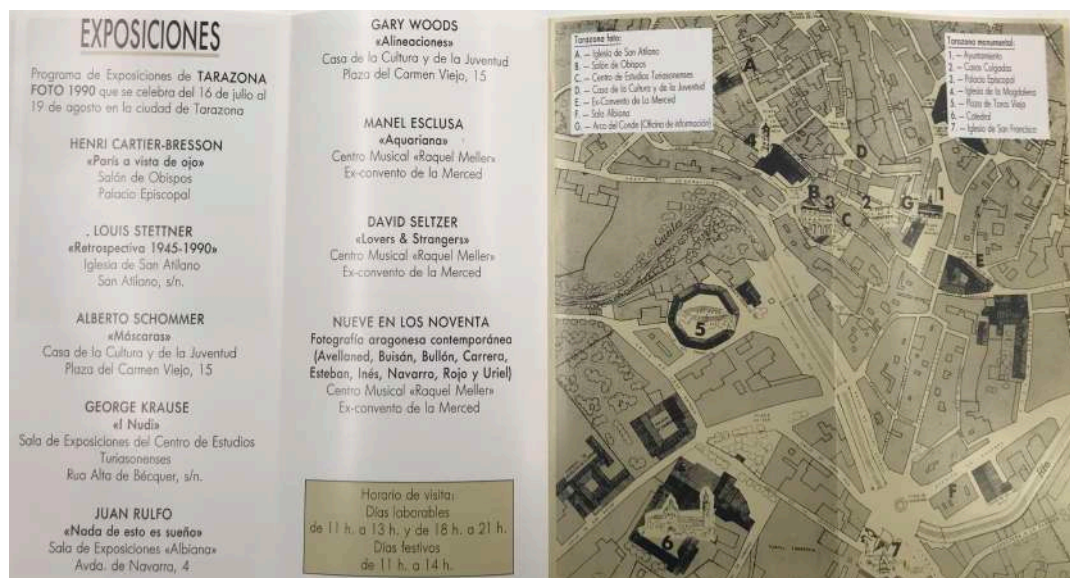 EXPOSICIONES
Programa de Exposiciones de TARAZONA
FOTO 1990 que se celebra del 16 de julio al
19 de agosto en la ciudad de Tarazona
HENRI CARTIER-BRESSON
«París a vista de ojo»
Salón de Obispos
Palacio Episcopal
. LOUIS STETTNER
«Retrospectiva 1945-1990»
Iglesia de San Atilano
San Atilano, s/n.
ALBERTO SCHOMMER
«Máscaras»
Casa de la Cultura y de la Juventud
Plaza del Carmen Viejo, 15
GEORGE KRAUSE
«I Nudi»
Sala de Exposiciones del Centro de Estudios
Turiasonenses
Rua Alta de Bécquer, s/n.
JUAN RULFO
«Nada de esto es sueño»
Sala de Exposiciones «Albiana»
Avda. de Navarra, 4
GARY WOODS
«Alineaciones»
Casa de la Cultura y de la Juventud
Plaza del Carmen Viejo, 15
MANEL ESCLUSA
«Aquariana»
Centro Musical «Raquel Meller»
Ex-convento de la Merced
DAVID SELTZER
«Lovers & Strangers»
Centro Musical «Raquel Meller»
Ex-convento de la Merced
NUEVE EN LOS NOVENTA
Fotografía aragonesa contemporánea
(Avellaned, Buisán, Bullón, Carrera,
Esteban, Inés, Navarro, Rojo y Uriel)
Centro Musical «Raquel Meller»
Ex-convento de la Merced
Horario de visita:
Días laborables
de 11 h. a 13 h. y de 18 h. a 21 h.
Días festivos
de 11 h. a 14 h.
Tarazona foto:
A. – Iglesia de San Atilano
B. – Salón de Obispos
C. – Centro de Estudios Turiasonenses
D. – Casa de la Cultura y de la Juventud
E. – Ex-Convento de La Merced
F. – Sala Albiana
G. – Arco del Conde (Oficina de información)
Tarazona monumental:
1. – Ayuntamiento
2. – Casas Colgadas
3. – Palacio Episcopal
4. – Iglesia de la Magdalena
5. – Plaza de Toros Vieja
6. – Catedral
7. – Iglesia de San Francisco
A
4
D
B
3
2
G
1
C
E
5
F
6
7
Queiles